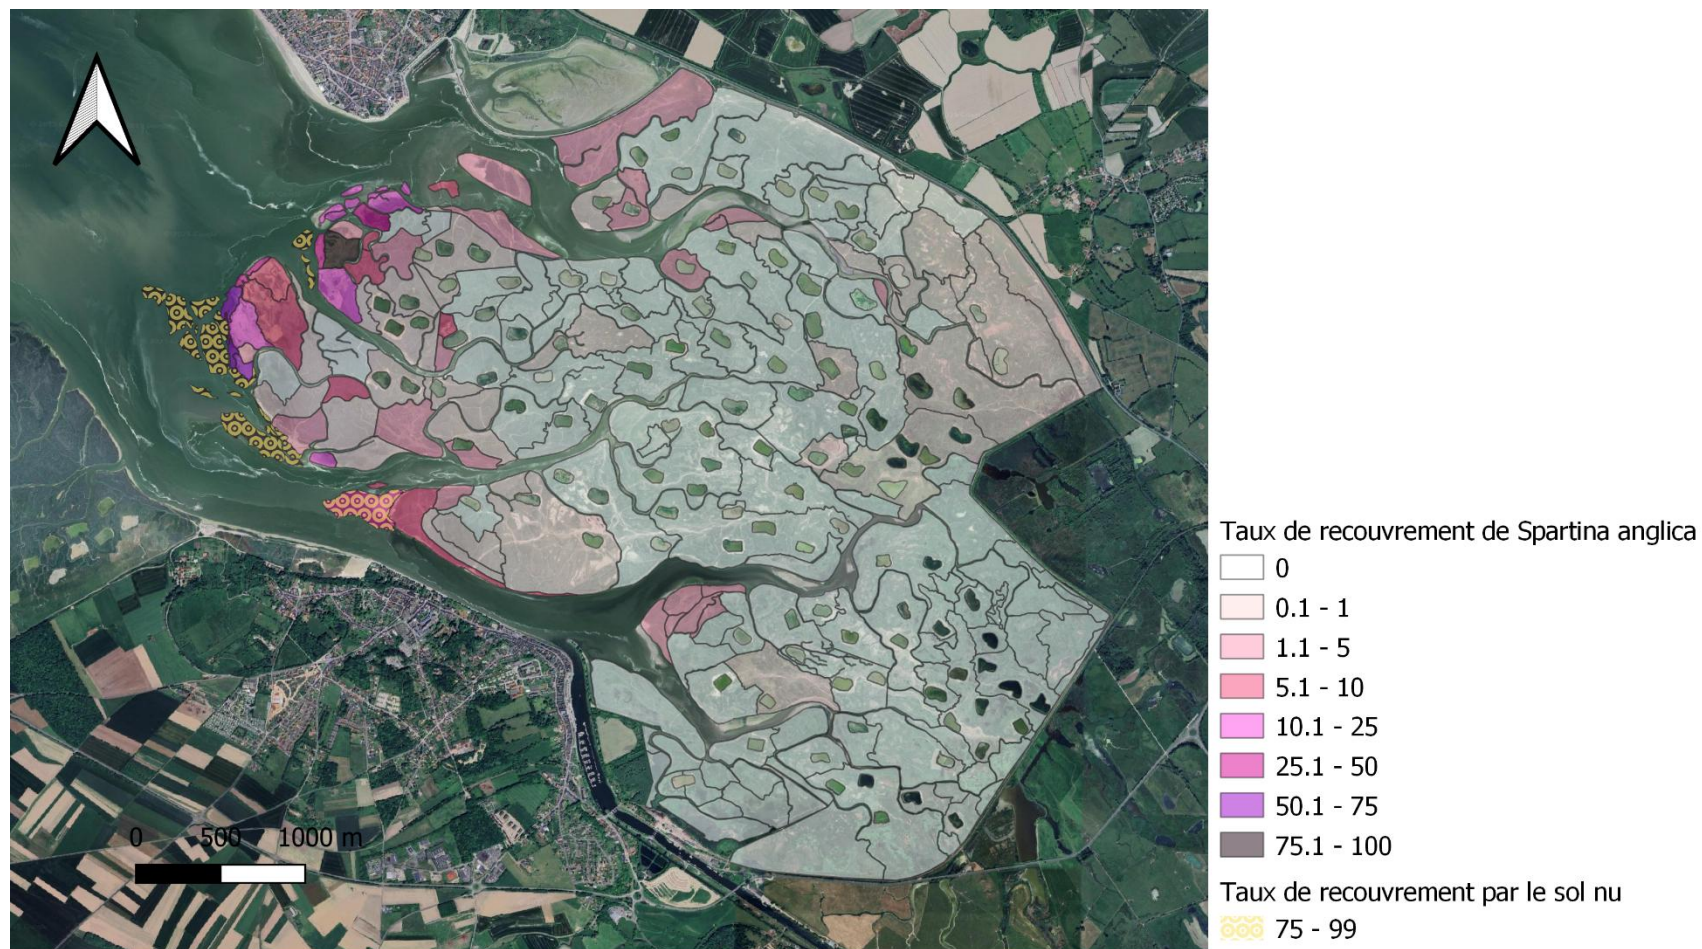 Taux de recouvrement de Spartina anglica
0
0.1 - 1
1.1 - 5
5.1 - 10
10.1 - 25
25.1 - 50
50.1 - 75
75.1 - 100
Taux de recouvrement par le sol nu
75 - 99
0 500 1000 m